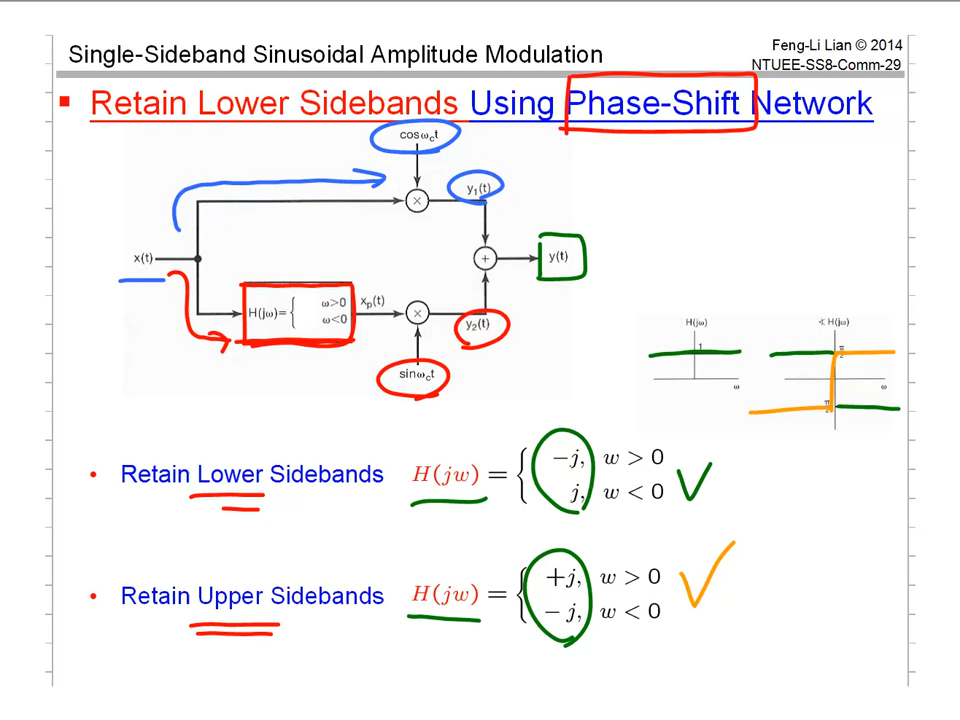 Single-Sideband Sinusoidal Amplitude Modulation
Feng-Li Lian © 2014
NTUEE-SS8-Comm-29
▪ Retain Lower Sidebands Using Phase-Shift Network
cosω_ct
y₁(t)
×
x(t)
+
y(t)
H(jω)= { ω>0
ω<0
x_p(t)
×
y₂(t)
sinω_ct
H(jω)
1
ω
∢ H(jω)
π/2
ω
π/2
• Retain Lower Sidebands H(jw) = { −j, w > 0
j, w < 0
• Retain Upper Sidebands H(jw) = { +j, w > 0
− j, w < 0